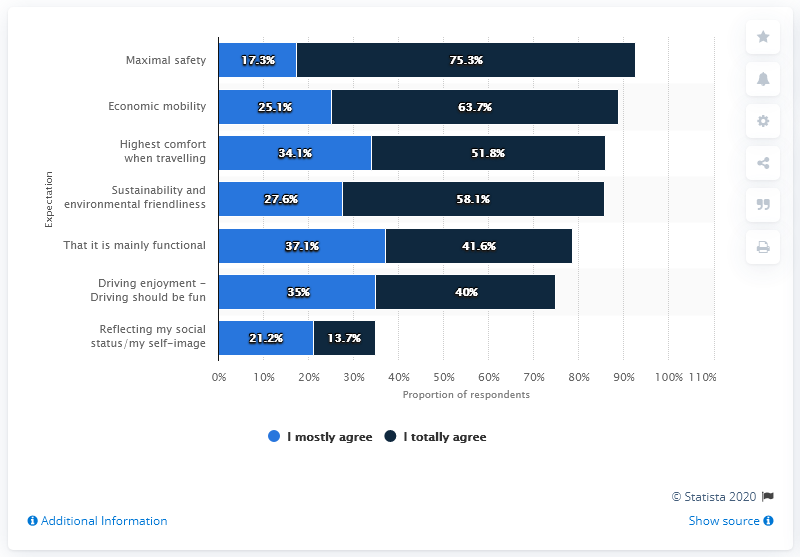 Expectation
Maximal safety
17.3%
75.3%
Economic mobility
25.1%
63.7%
Highest comfort
when travelling
34.1%
51.8%
Sustainability and
environmental friendliness
27.6%
58.1%
That it is mainly functional
37.1%
41.6%
Driving enjoyment -
Driving should be fun
35%
40%
Reflecting my social
status/my self-image
21.2%
13.7%
0% 10% 20% 30% 40% 50% 60% 70% 80% 90% 100% 110%
Proportion of respondents
I mostly agree I totally agree
© Statista 2020
Additional Information
Show source